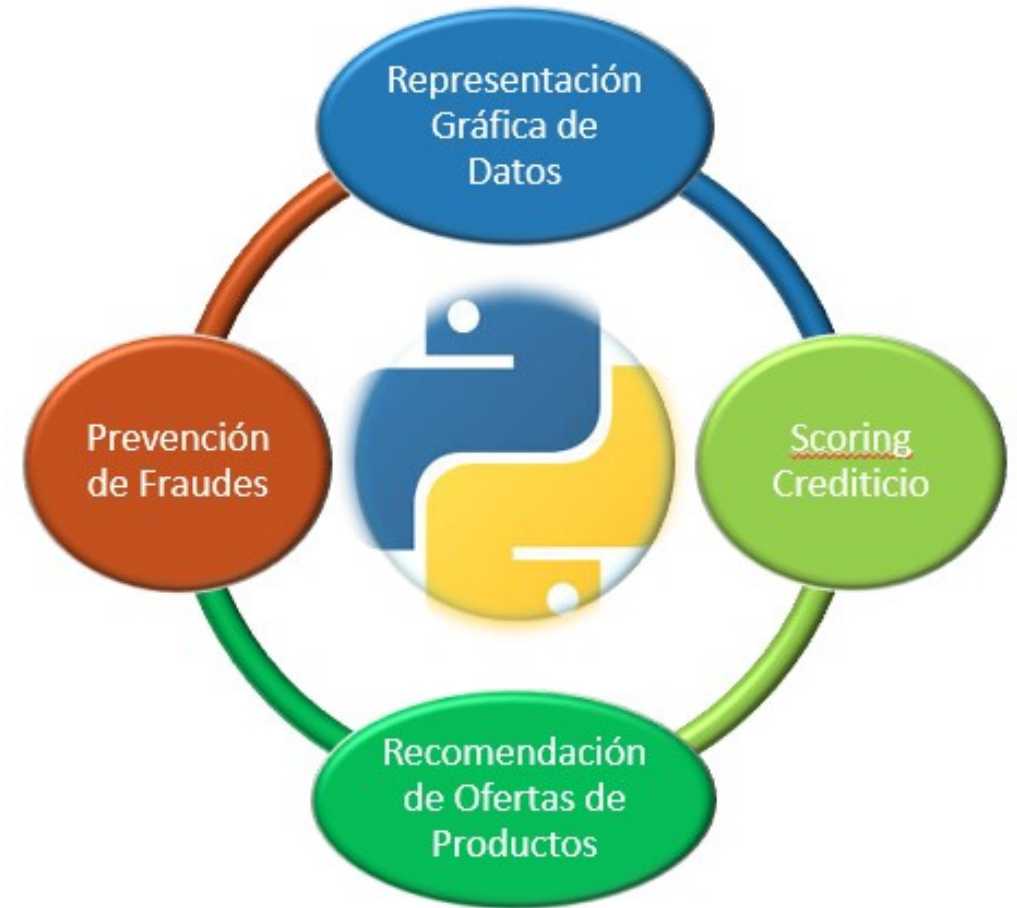 Representación
Gráfica de
Datos
Prevención
de Fraudes
Scoring
Crediticio
Recomendación
de Ofertas de
Productos